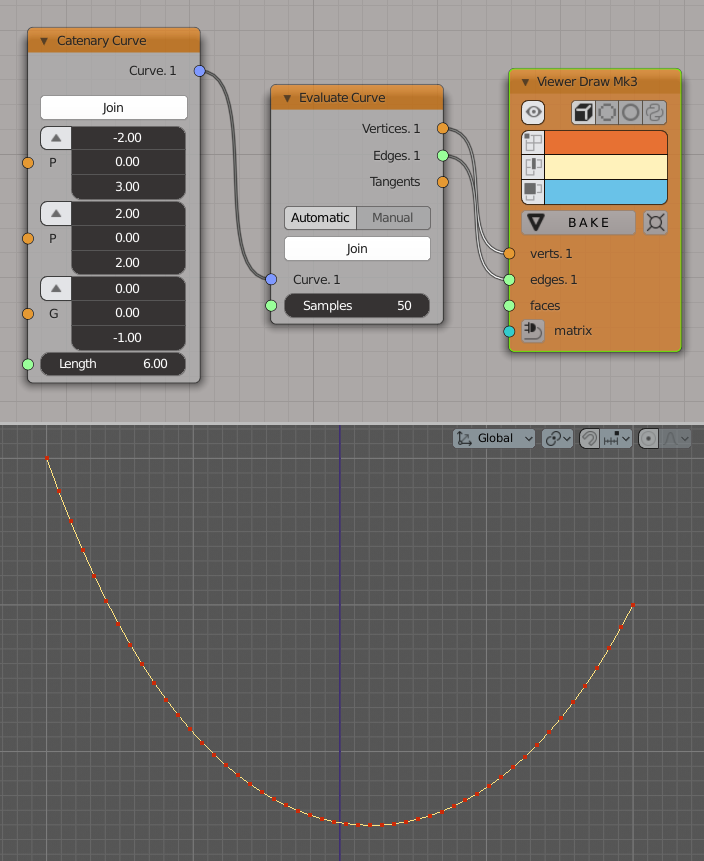 Catenary Curve
Curve. 1
Join
-2.00
P 0.00
3.00
2.00
P 0.00
2.00
0.00
G 0.00
-1.00
Length 6.00
Evaluate Curve
Vertices. 1
Edges. 1
Tangents
Automatic Manual
Join
Curve. 1
Samples 50
Viewer Draw Mk3
BAKE
verts. 1
edges. 1
faces
matrix
Global